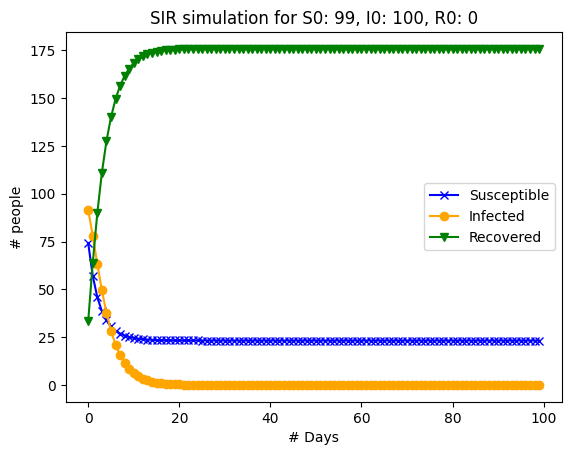 SIR simulation for S0: 99, I0: 100, R0: 0
175
150
125
100
75
50
25
0
# people
Susceptible
Infected
Recovered
0 20 40 60 80 100
# Days